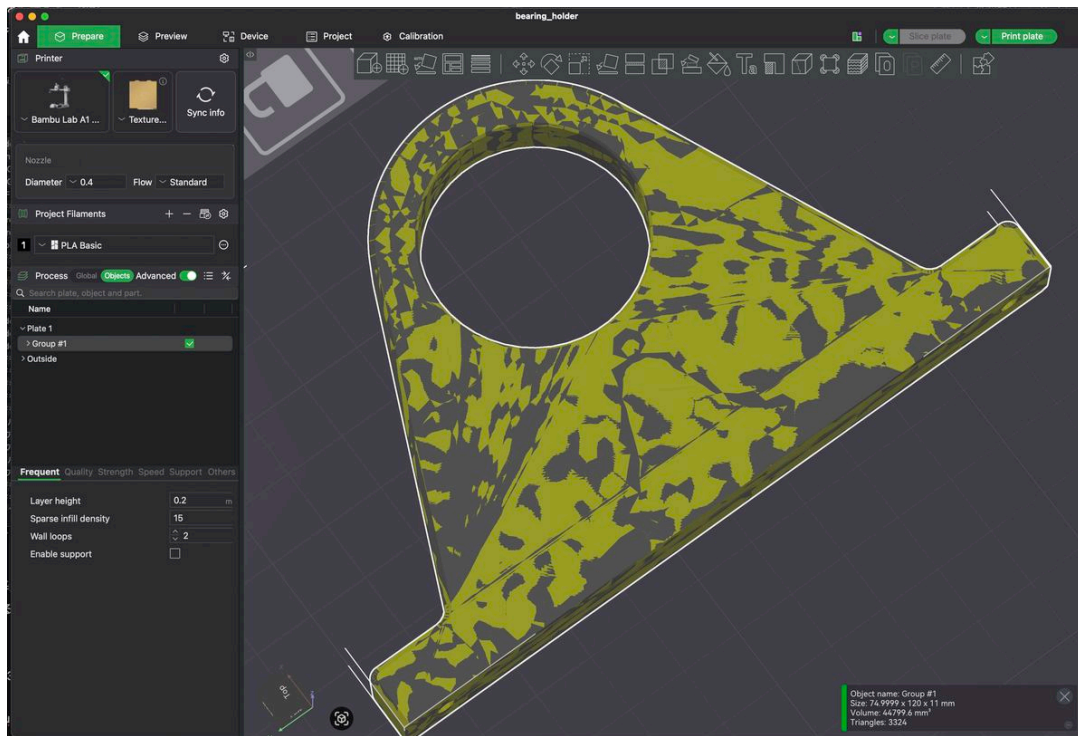 bearing_holder
Prepare Preview Device Project Calibration Slice plate Print plate
Printer
Bambu Lab A1 ... Texture... Sync info
Nozzle
Diameter 0.4 Flow Standard
Project Filaments
1 PLA Basic
Process Global Objects Advanced
Search plate, object and part.
Name
Plate 1
Group #1
Outside
Frequent Quality Strength Speed Support Others
Layer height 0.2 m
Sparse infill density 15
Wall loops 2
Enable support
Top
Object name: Group #1
Size: 74.9999 x 120 x 11 mm
Volume: 44799.6 mm³
Triangles: 3324